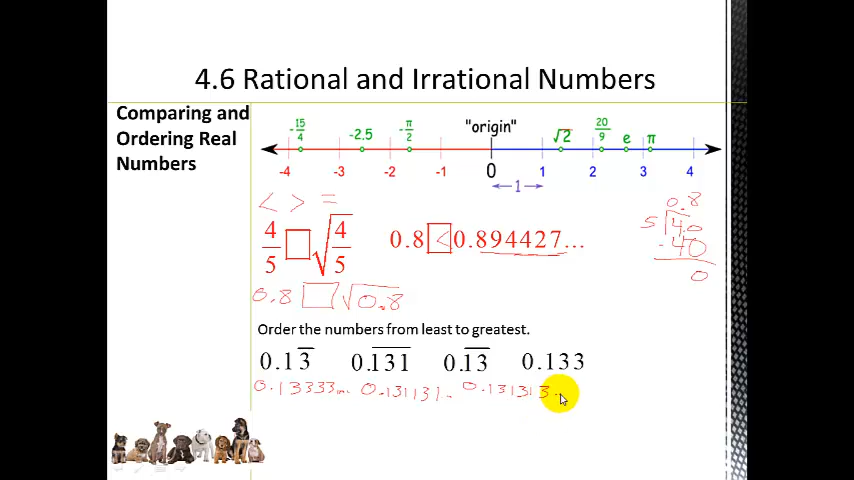 4.6 Rational and Irrational Numbers
Comparing and
Ordering Real
Numbers
"origin"
-15/4 -2.5 -π/2 √2 20/9 e π
-4 -3 -2 -1 0 1 2 3 4
1
< > =
4/5 □ √(4/5) 0.8 < 0.894427...
0.8
5 4.0
- 40
0
0.8 □ √0.8
Order the numbers from least to greatest.
0.13̅ 0.1̅3̅1̅ 0.1̅3̅ 0.133
0.13333... 0.131131... 0.131313...